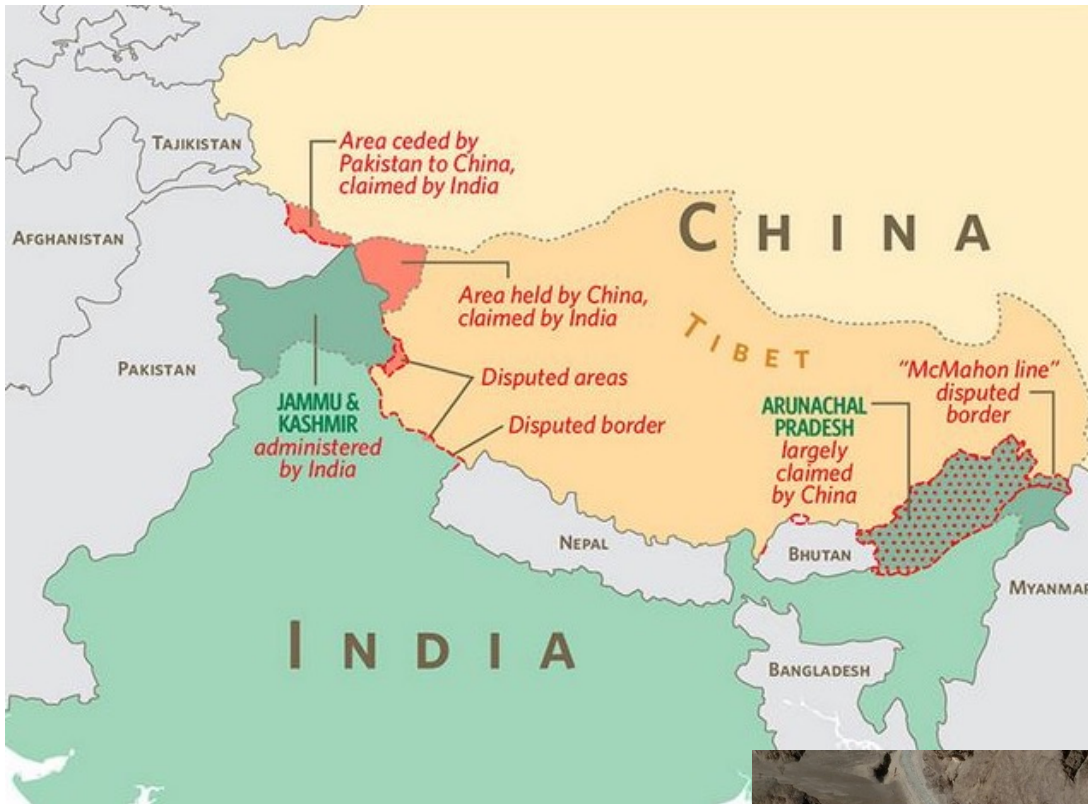 TAJIKISTAN
Area ceded by
Pakistan to China,
claimed by India
AFGHANISTAN
CHINA
Area held by China,
claimed by India
TIBET
PAKISTAN
Disputed areas
"McMahon line"
disputed
border
JAMMU &
KASHMIR
administered
by India
ARUNACHAL
PRADESH
largely
claimed
by China
Disputed border
NEPAL
BHUTAN
MYANMAR
INDIA
BANGLADESH